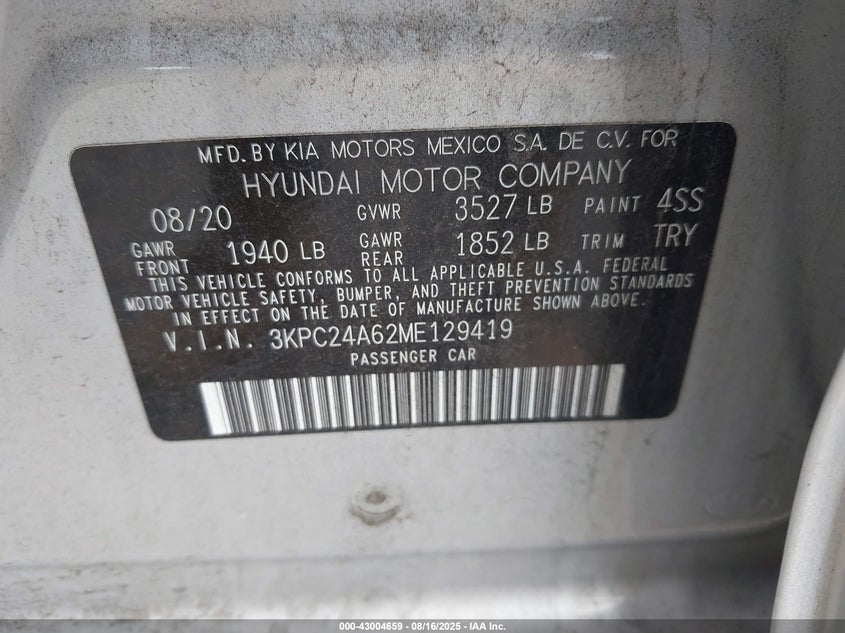 MFD. BY KIA MOTORS MEXICO S.A. DE C.V. FOR
HYUNDAI MOTOR COMPANY
08/20 GVWR 3527 LB PAINT 4SS
GAWR FRONT 1940 LB GAWR REAR 1852 LB TRIM TRY
THIS VEHICLE CONFORMS TO ALL APPLICABLE U.S.A. FEDERAL
MOTOR VEHICLE SAFETY, BUMPER, AND THEFT PREVENTION STANDARDS
IN EFFECT ON THE DATE OF MANUFACTURE SHOWN ABOVE.
V.I.N. 3KPC24A62ME129419
PASSENGER CAR
000-43004659 - 08/16/2025 - IAA Inc.